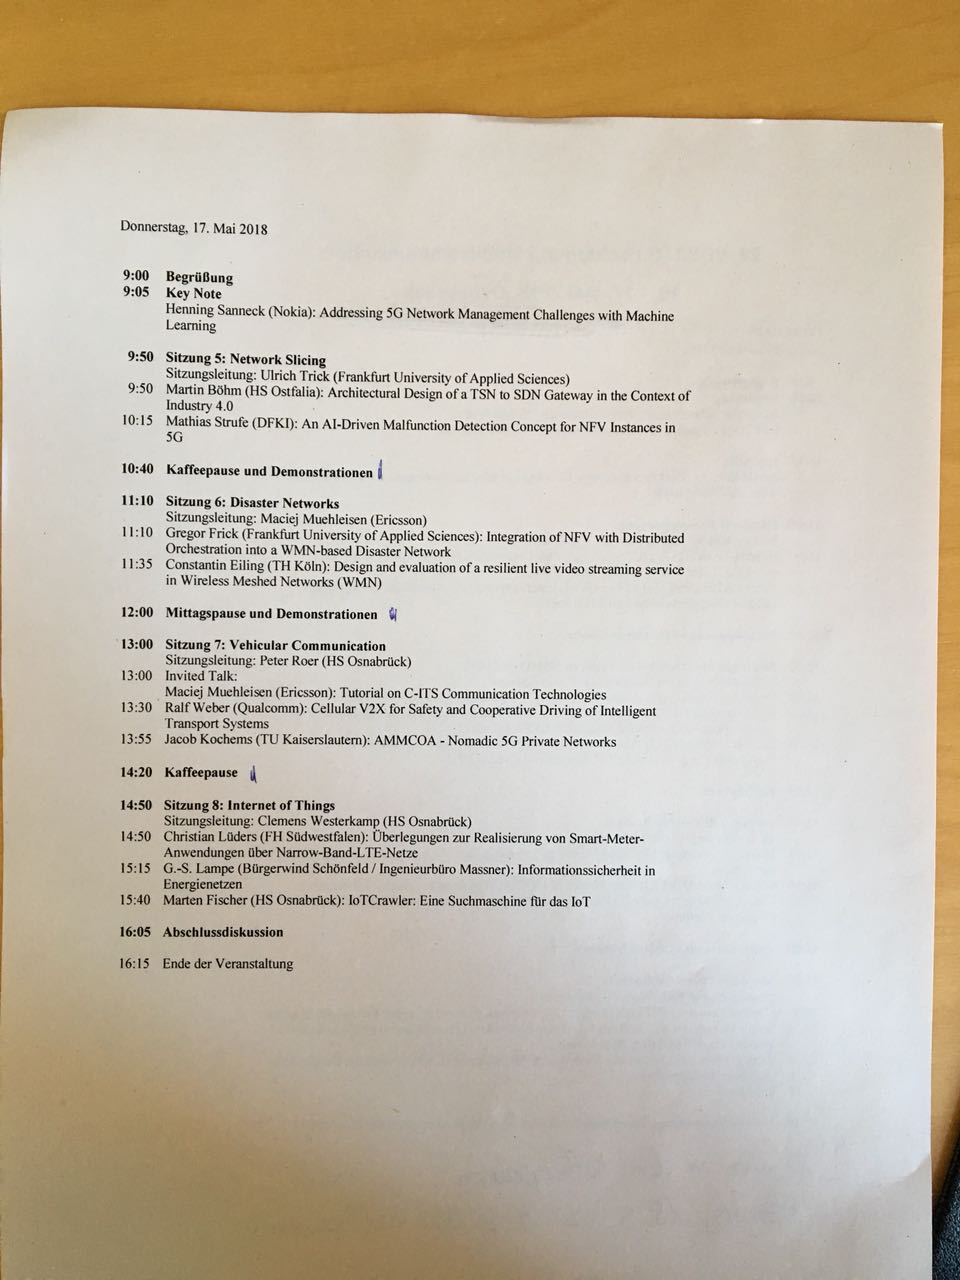 Donnerstag, 17. Mai 2018
9:00 Begrüßung
9:05 Key Note
Henning Sanneck (Nokia): Addressing 5G Network Management Challenges with Machine
Learning
9:50 Sitzung 5: Network Slicing
Sitzungsleitung: Ulrich Trick (Frankfurt University of Applied Sciences)
9:50 Martin Böhm (HS Ostfalia): Architectural Design of a TSN to SDN Gateway in the Context of
Industry 4.0
10:15 Mathias Strufe (DFKI): An AI-Driven Malfunction Detection Concept for NFV Instances in
5G
10:40 Kaffeepause und Demonstrationen
11:10 Sitzung 6: Disaster Networks
Sitzungsleitung: Maciej Muehleisen (Ericsson)
11:10 Gregor Frick (Frankfurt University of Applied Sciences): Integration of NFV with Distributed
Orchestration into a WMN-based Disaster Network
11:35 Constantin Eiling (TH Köln): Design and evaluation of a resilient live video streaming service
in Wireless Meshed Networks (WMN)
12:00 Mittagspause und Demonstrationen
13:00 Sitzung 7: Vehicular Communication
Sitzungsleitung: Peter Roer (HS Osnabrück)
13:00 Invited Talk:
Maciej Muehleisen (Ericsson): Tutorial on C-ITS Communication Technologies
13:30 Ralf Weber (Qualcomm): Cellular V2X for Safety and Cooperative Driving of Intelligent
Transport Systems
13:55 Jacob Kochems (TU Kaiserslautern): AMMCOA - Nomadic 5G Private Networks
14:20 Kaffeepause
14:50 Sitzung 8: Internet of Things
Sitzungsleitung: Clemens Westerkamp (HS Osnabrück)
14:50 Christian Lüders (FH Südwestfalen): Überlegungen zur Realisierung von Smart-Meter-
Anwendungen über Narrow-Band-LTE-Netze
15:15 G.-S. Lampe (Bürgerwind Schönfeld / Ingenieurbüro Massner): Informationssicherheit in
Energienetzen
15:40 Marten Fischer (HS Osnabrück): IoTCrawler: Eine Suchmaschine für das IoT
16:05 Abschlussdiskussion
16:15 Ende der Veranstaltung